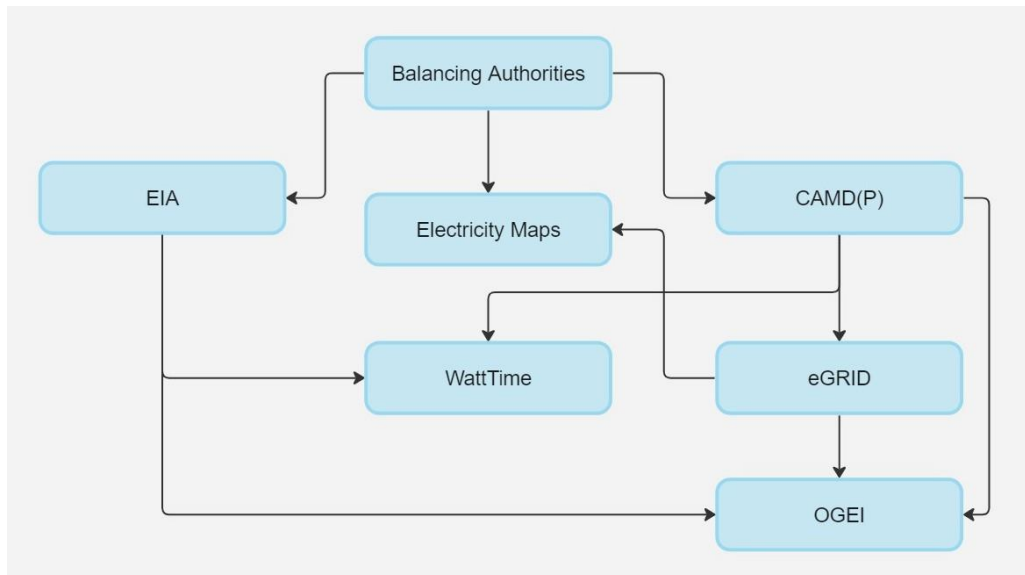 Balancing Authorities
EIA
CAMD(P)
Electricity Maps
WattTime
eGRID
OGEI